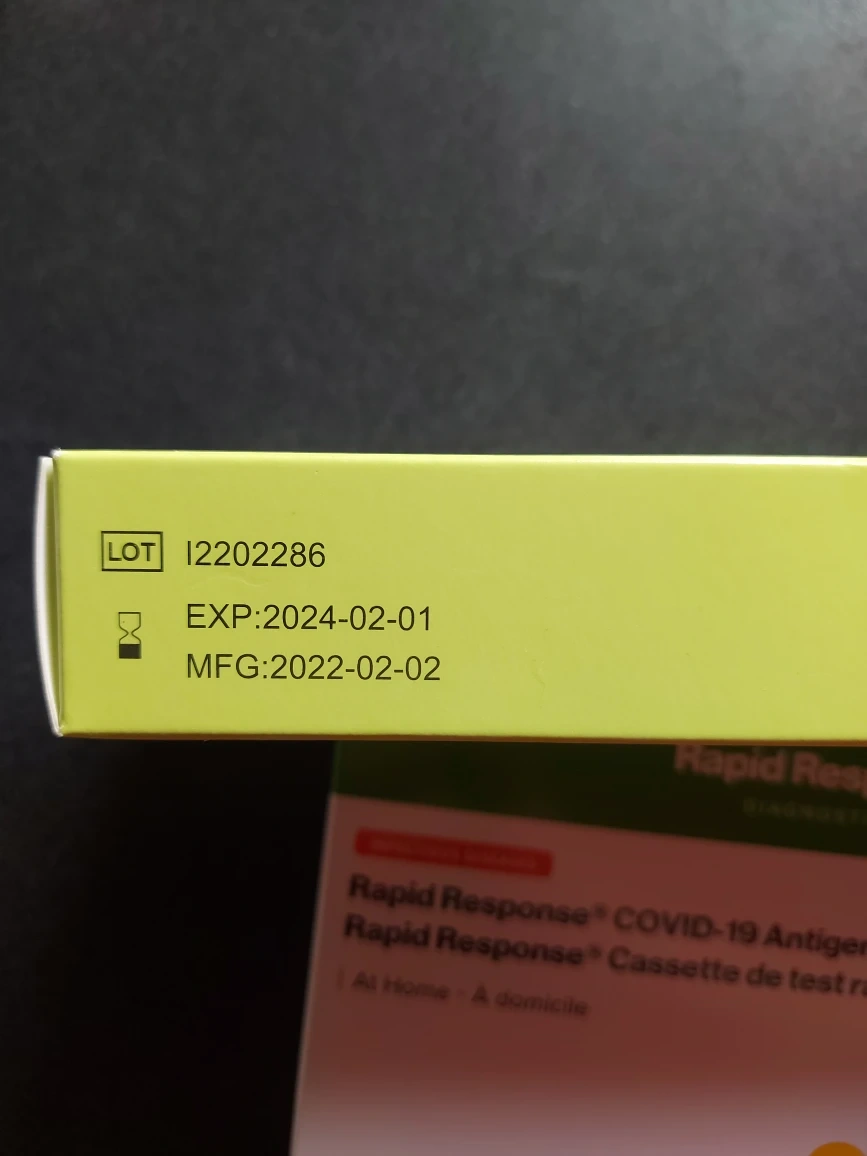 LOT I2202286
EXP:2024-02-01
MFG:2022-02-02
Rapid
Rapid Response® COVID-19
Rapid Response® Cassette de test
At Home - À domicile